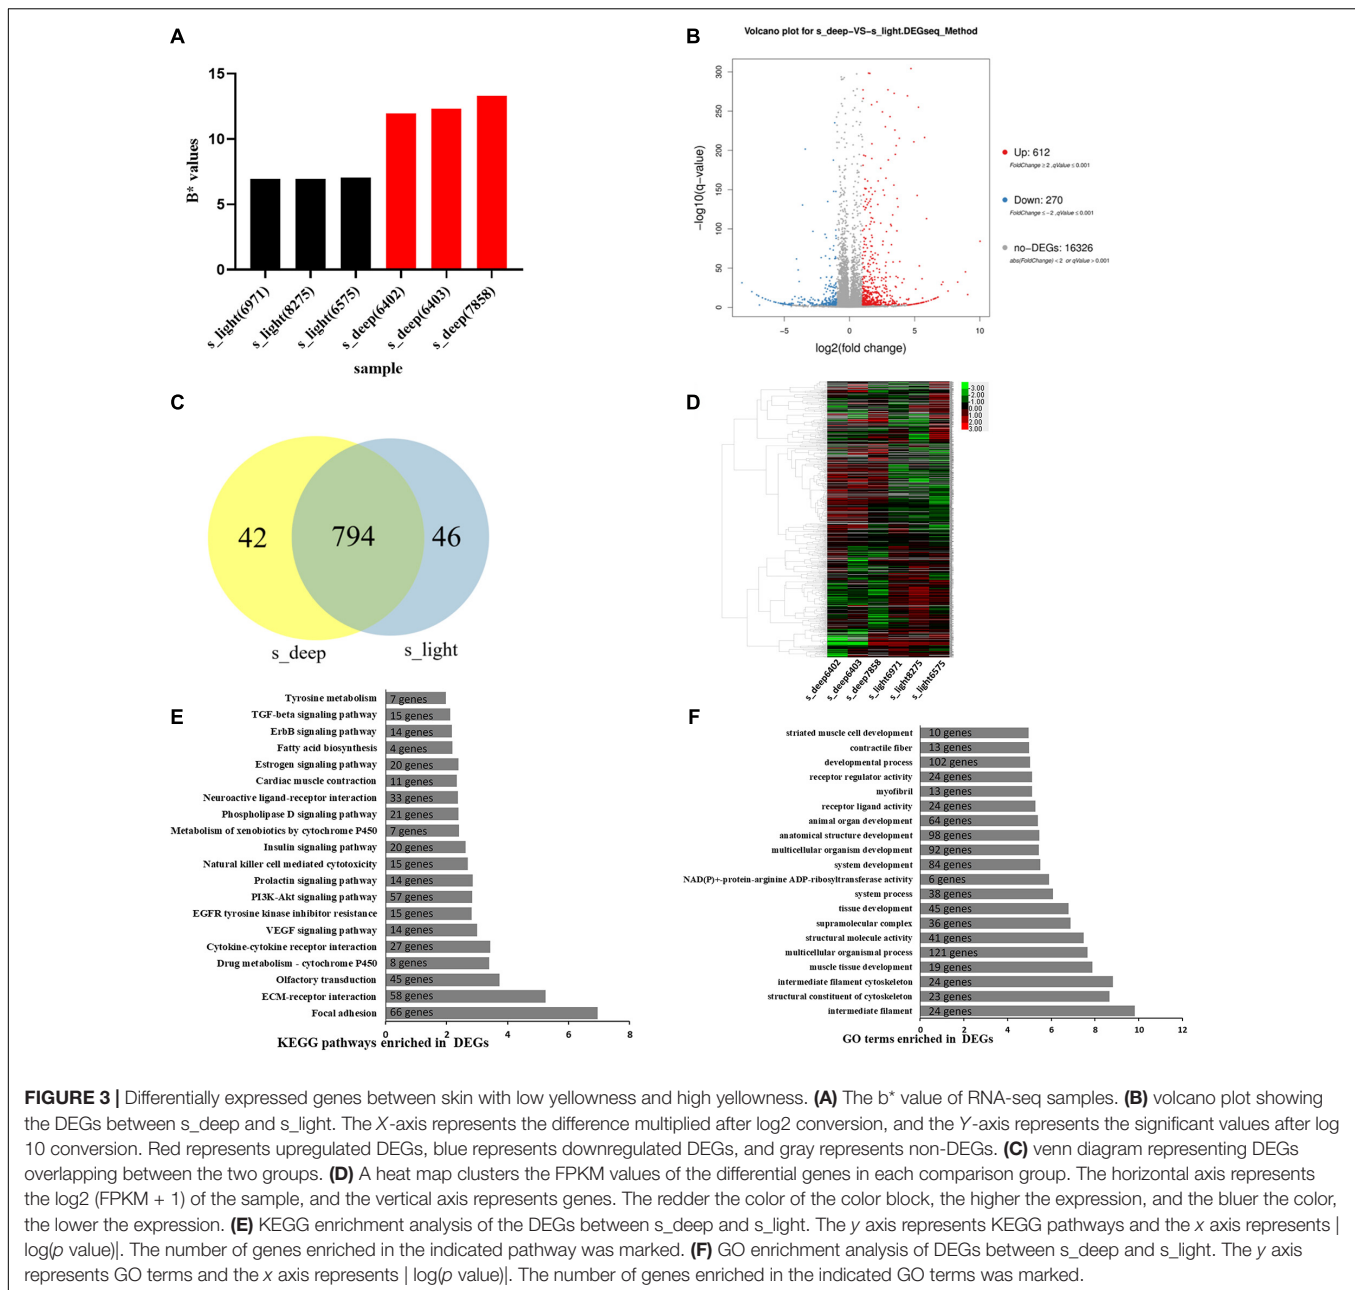 A
15
10
5
0
B* values
s_light(6971)
s_light(8275)
s_light(6575)
s_deep(6402)
s_deep(6403)
s_deep(7858)
sample
B
Volcano plot for s_deep-VS-s_light.DEGseq_Method
300
250
200
150
100
50
0
-log10(q-value)
-5
0
5
10
log2(fold change)
Up: 612
FoldChange ≥ 2 , qValue ≤ 0.001
Down: 270
FoldChange ≤ -2 , qValue ≤ 0.001
no-DEGs: 16326
abs(FoldChange) < 2 or qValue > 0.001
C
42
794
46
s_deep
s_light
D
-3.00
-2.00
-1.00
0.00
1.00
2.00
3.00
s_deep6402
s_deep6403
s_deep7858
s_light6971
s_light8275
s_light6575
E
Tyrosine metabolism 7 genes
TGF-beta signaling pathway 15 genes
ErbB signaling pathway 14 genes
Fatty acid biosynthesis 4 genes
Estrogen signaling pathway 20 genes
Cardiac muscle contraction 11 genes
Neuroactive ligand-receptor interaction 33 genes
Phospholipase D signaling pathway 21 genes
Metabolism of xenobiotics by cytochrome P450 7 genes
Insulin signaling pathway 20 genes
Natural killer cell mediated cytotoxicity 15 genes
Prolactin signaling pathway 14 genes
PI3K-Akt signaling pathway 57 genes
EGFR tyrosine kinase inhibitor resistance 15 genes
VEGF signaling pathway 14 genes
Cytokine-cytokine receptor interaction 27 genes
Drug metabolism - cytochrome P450 8 genes
Olfactory transduction 45 genes
ECM-receptor interaction 58 genes
Focal adhesion 66 genes
0 2 4 6 8
KEGG pathways enriched in DEGs
F
striated muscle cell development 10 genes
contractile fiber 13 genes
developmental process 102 genes
receptor regulator activity 24 genes
myofibril 13 genes
receptor ligand activity 24 genes
animal organ development 64 genes
anatomical structure development 98 genes
multicellular organism development 92 genes
system development 84 genes
NAD(P)+-protein-arginine ADP-ribosyltransferase activity 6 genes
system process 38 genes
tissue development 45 genes
supramolecular complex 36 genes
structural molecule activity 41 genes
multicellular organismal process 121 genes
muscle tissue development 19 genes
intermediate filament cytoskeleton 24 genes
structural constituent of cytoskeleton 23 genes
intermediate filament 24 genes
0 2 4 6 8 10 12
GO terms enriched in DEGs
FIGURE 3 | Differentially expressed genes between skin with low yellowness and high yellowness. (A) The b* value of RNA-seq samples. (B) volcano plot showing
the DEGs between s_deep and s_light. The X-axis represents the difference multiplied after log2 conversion, and the Y-axis represents the significant values after log
10 conversion. Red represents upregulated DEGs, blue represents downregulated DEGs, and gray represents non-DEGs. (C) venn diagram representing DEGs
overlapping between the two groups. (D) A heat map clusters the FPKM values of the differential genes in each comparison group. The horizontal axis represents
the log2 (FPKM + 1) of the sample, and the vertical axis represents genes. The redder the color of the color block, the higher the expression, and the bluer the color,
the lower the expression. (E) KEGG enrichment analysis of the DEGs between s_deep and s_light. The y axis represents KEGG pathways and the x axis represents |
log(p value)|. The number of genes enriched in the indicated pathway was marked. (F) GO enrichment analysis of DEGs between s_deep and s_light. The y axis
represents GO terms and the x axis represents | log(p value)|. The number of genes enriched in the indicated GO terms was marked.